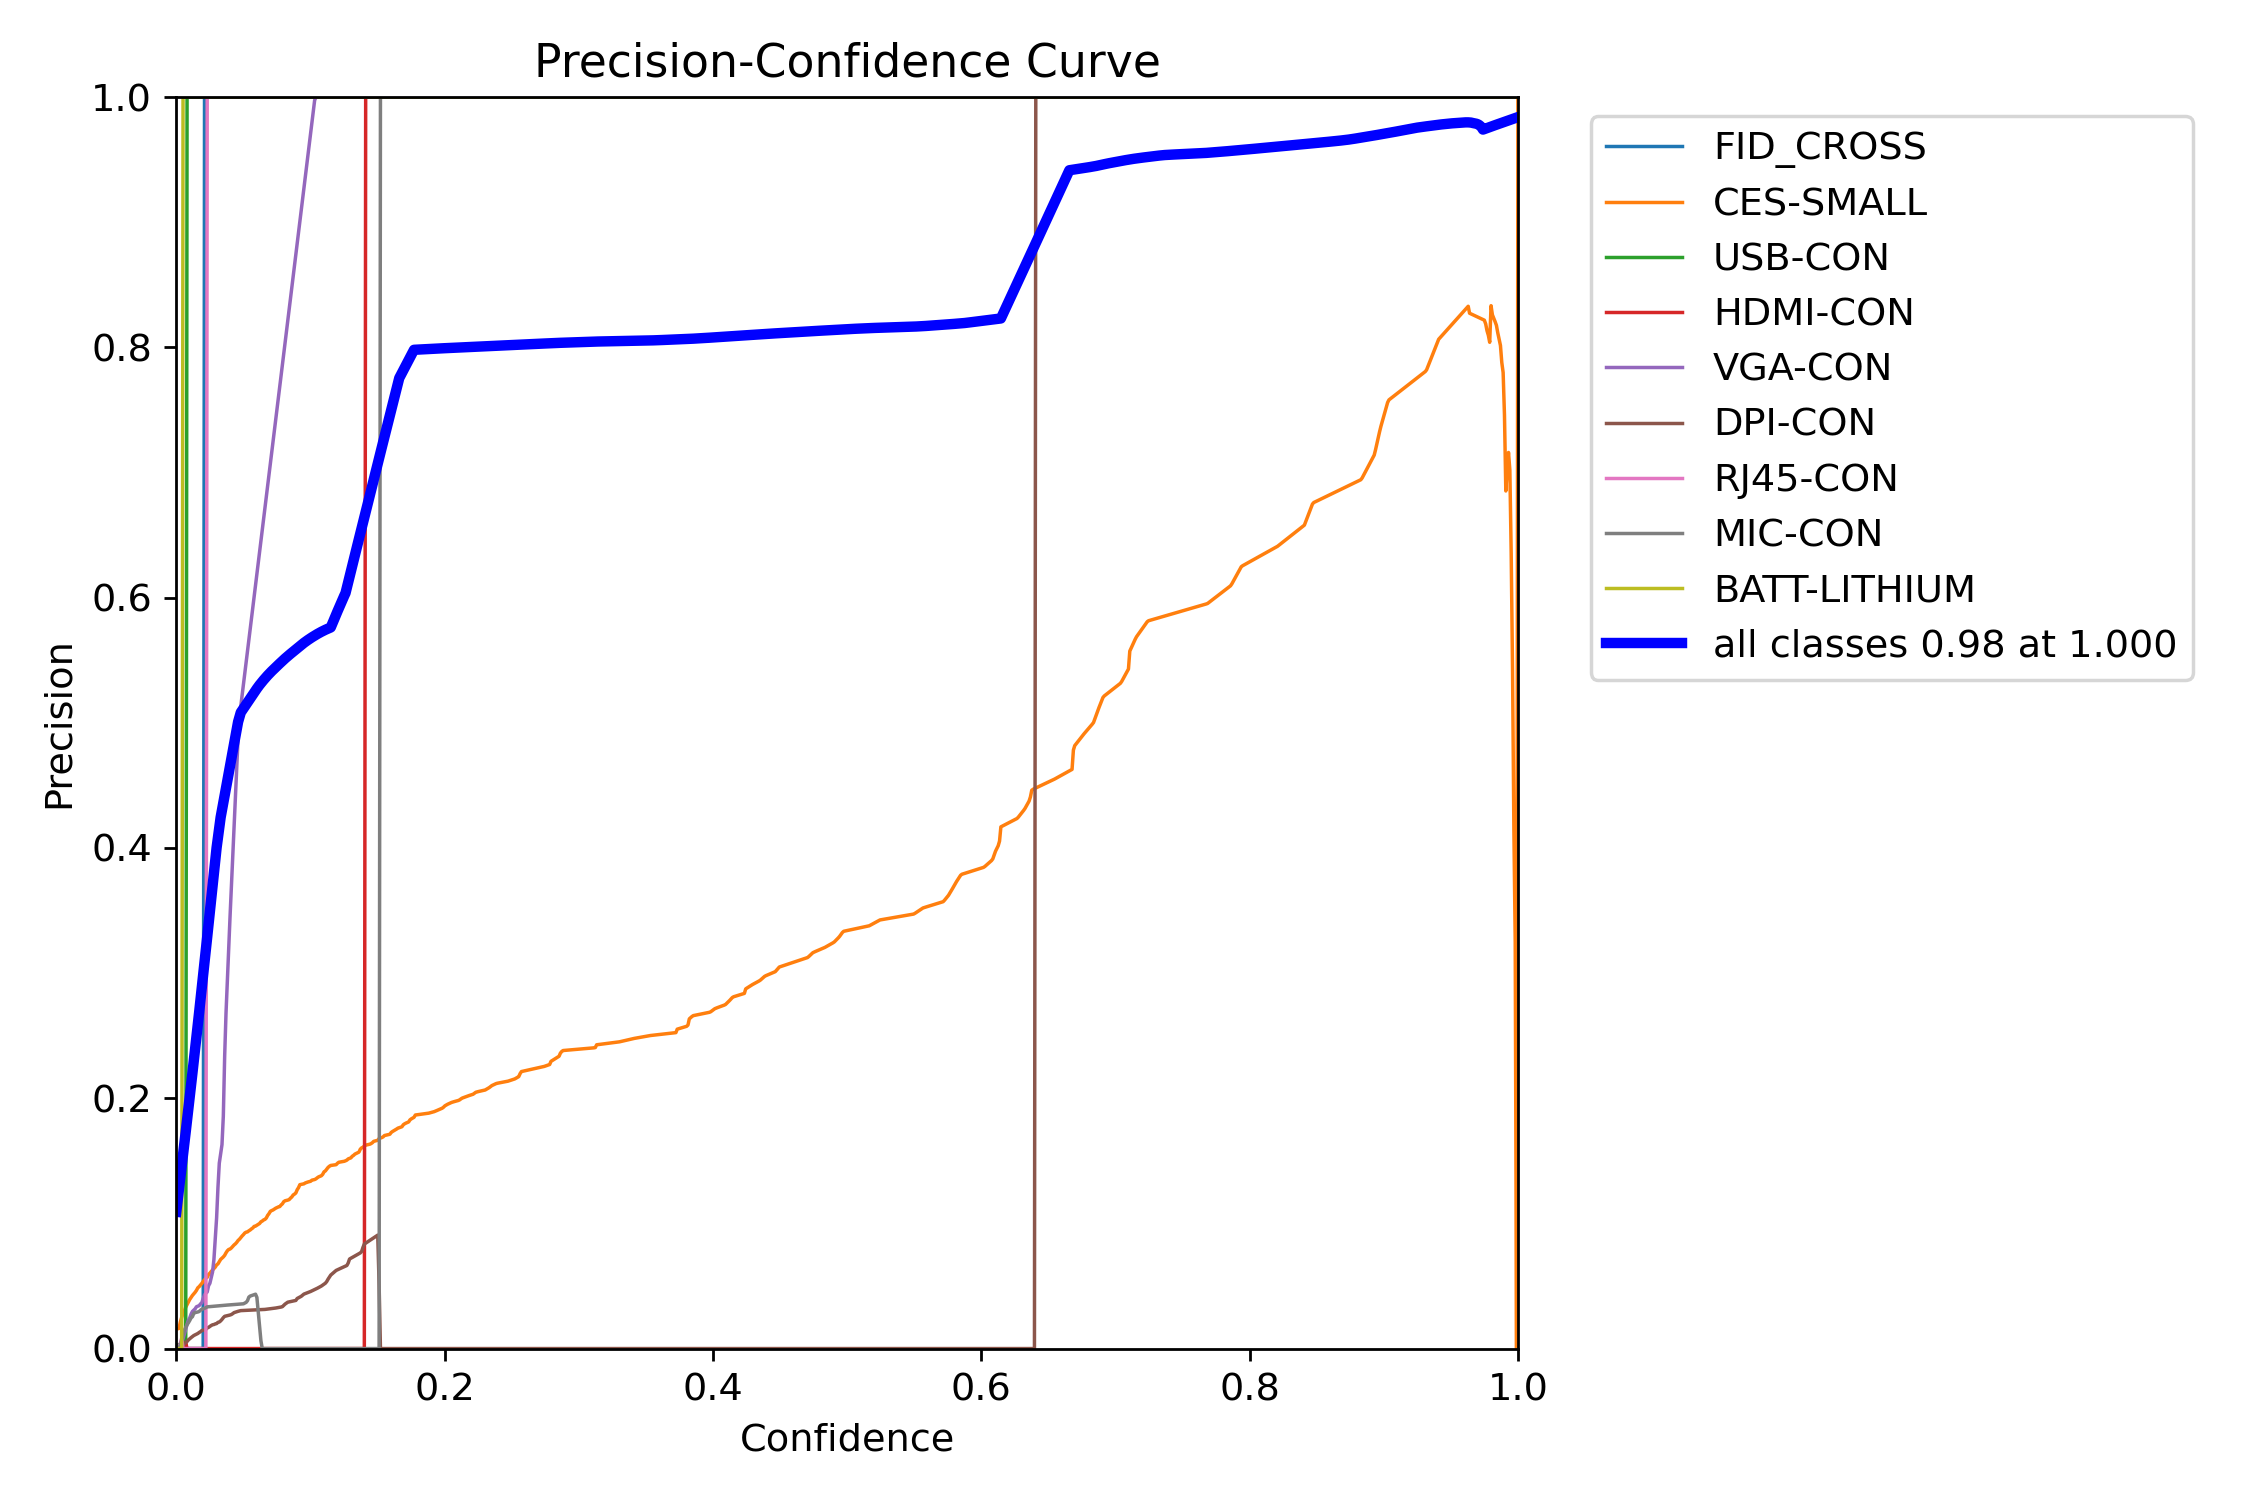 Precision-Confidence Curve
1.0
0.8
0.6
0.4
0.2
0.0
Precision
0.0 0.2 0.4 0.6 0.8 1.0
Confidence
FID_CROSS
CES-SMALL
USB-CON
HDMI-CON
VGA-CON
DPI-CON
RJ45-CON
MIC-CON
BATT-LITHIUM
all classes 0.98 at 1.000